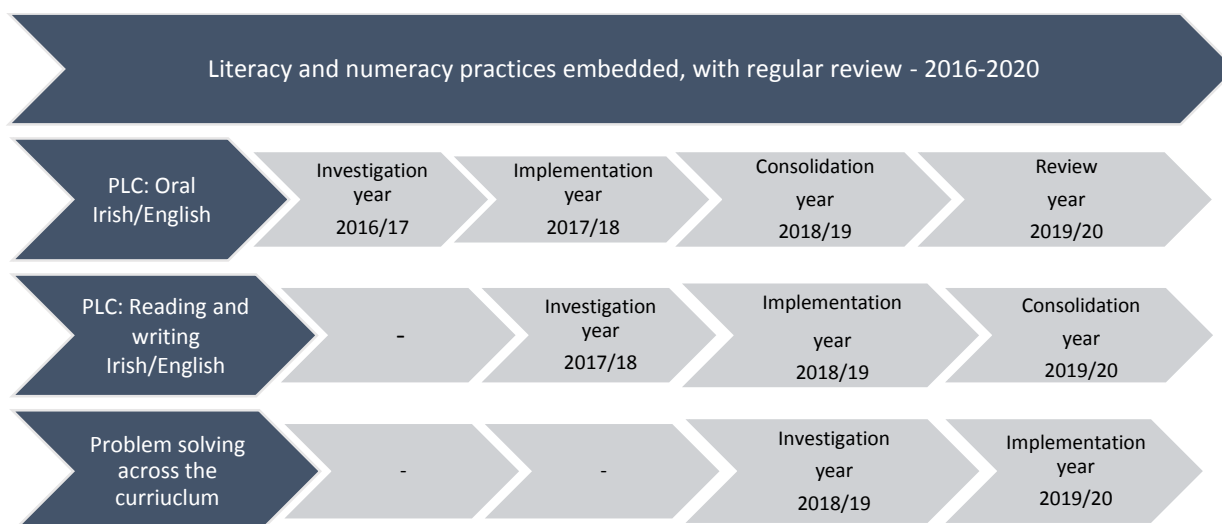 Literacy and numeracy practices embedded, with regular review - 2016-2020
PLC: Oral
Irish/English
Investigation
year
2016/17
Implementation
year
2017/18
Consolidation
year
2018/19
Review
year
2019/20
PLC: Reading and
writing
Irish/English
-
Investigation
year
2017/18
Implementation
year
2018/19
Consolidation
year
2019/20
Problem solving
across the
curriuclum
-
-
Investigation
year
2018/19
Implementation
year
2019/20